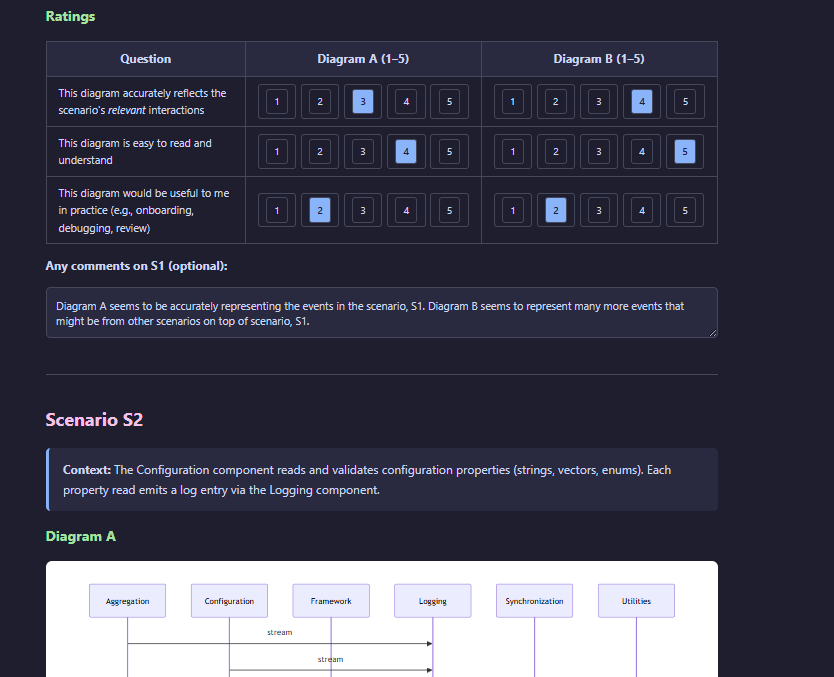 Ratings
Question Diagram A (1–5) Diagram B (1–5)
This diagram accurately reflects the
scenario's relevant interactions
1 2 3 4 5 1 2 3 4 5
This diagram is easy to read and
understand
1 2 3 4 5 1 2 3 4 5
This diagram would be useful to me
in practice (e.g., onboarding,
debugging, review)
1 2 3 4 5 1 2 3 4 5
Any comments on S1 (optional):
Diagram A seems to be accurately representing the events in the scenario, S1. Diagram B seems to represent many more events that
might be from other scenarios on top of scenario, S1.
Scenario S2
Context: The Configuration component reads and validates configuration properties (strings, vectors, enums). Each
property read emits a log entry via the Logging component.
Diagram A
Aggregation Configuration Framework Logging Synchronization Utilities
stream
stream